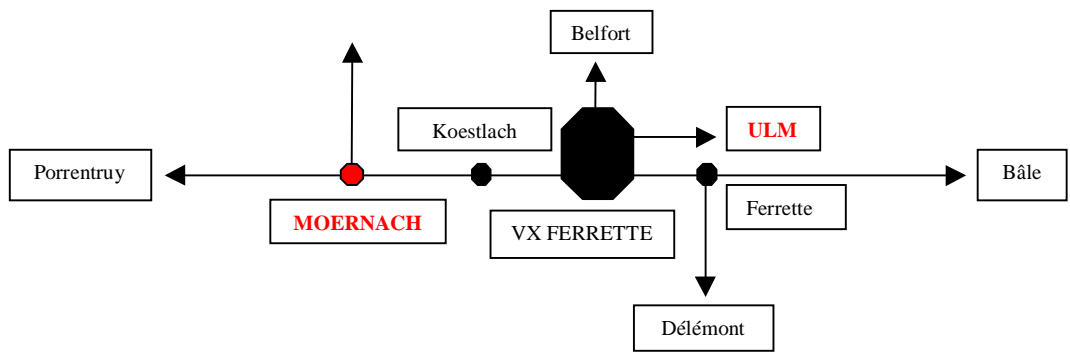 Belfort
Koestlach
ULM
Porrentruy
Bâle
MOERNACH
VX FERRETTE
Ferrette
Délémont